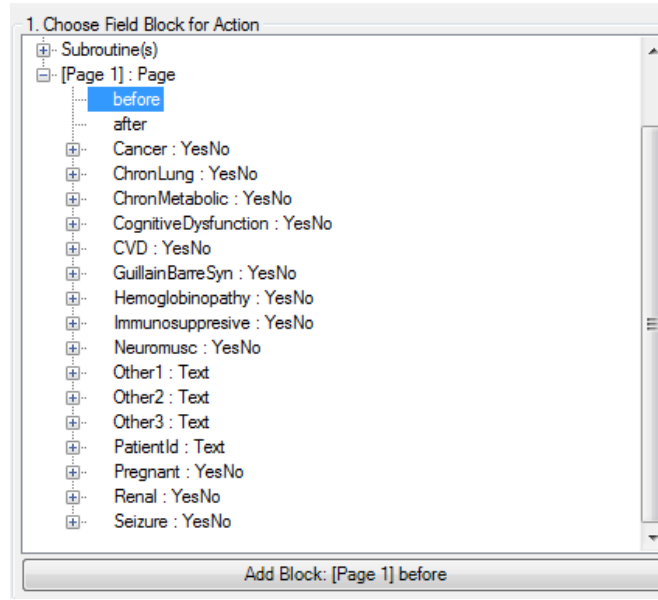 1. Choose Field Block for Action
Subroutine(s)
[Page 1] : Page
before
after
Cancer : YesNo
ChronLung : YesNo
ChronMetabolic : YesNo
CognitiveDysfunction : YesNo
CVD : YesNo
GuillainBarreSyn : YesNo
Hemoglobinopathy : YesNo
Immunosuppresive : YesNo
Neuromusc : YesNo
Other1 : Text
Other2 : Text
Other3 : Text
PatientId : Text
Pregnant : YesNo
Renal : YesNo
Seizure : YesNo
Add Block: [Page 1] before